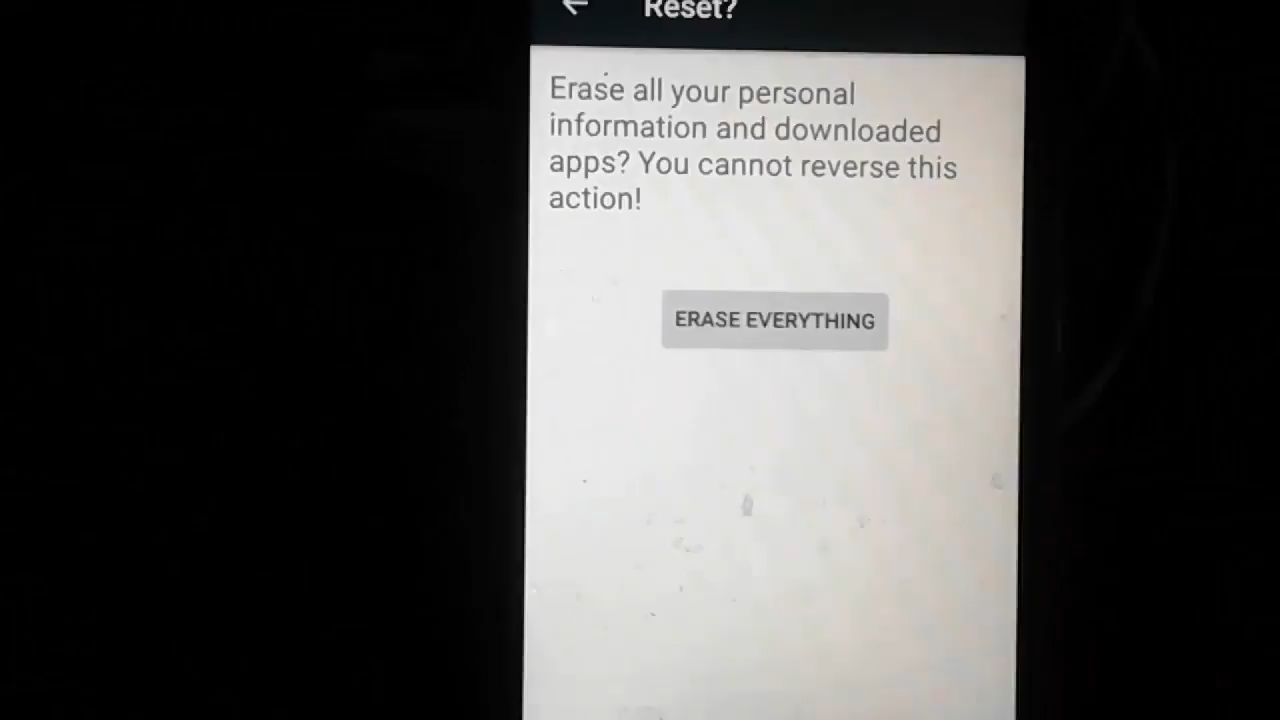 Reset?
Erase all your personal
information and downloaded
apps? You cannot reverse this
action!
ERASE EVERYTHING